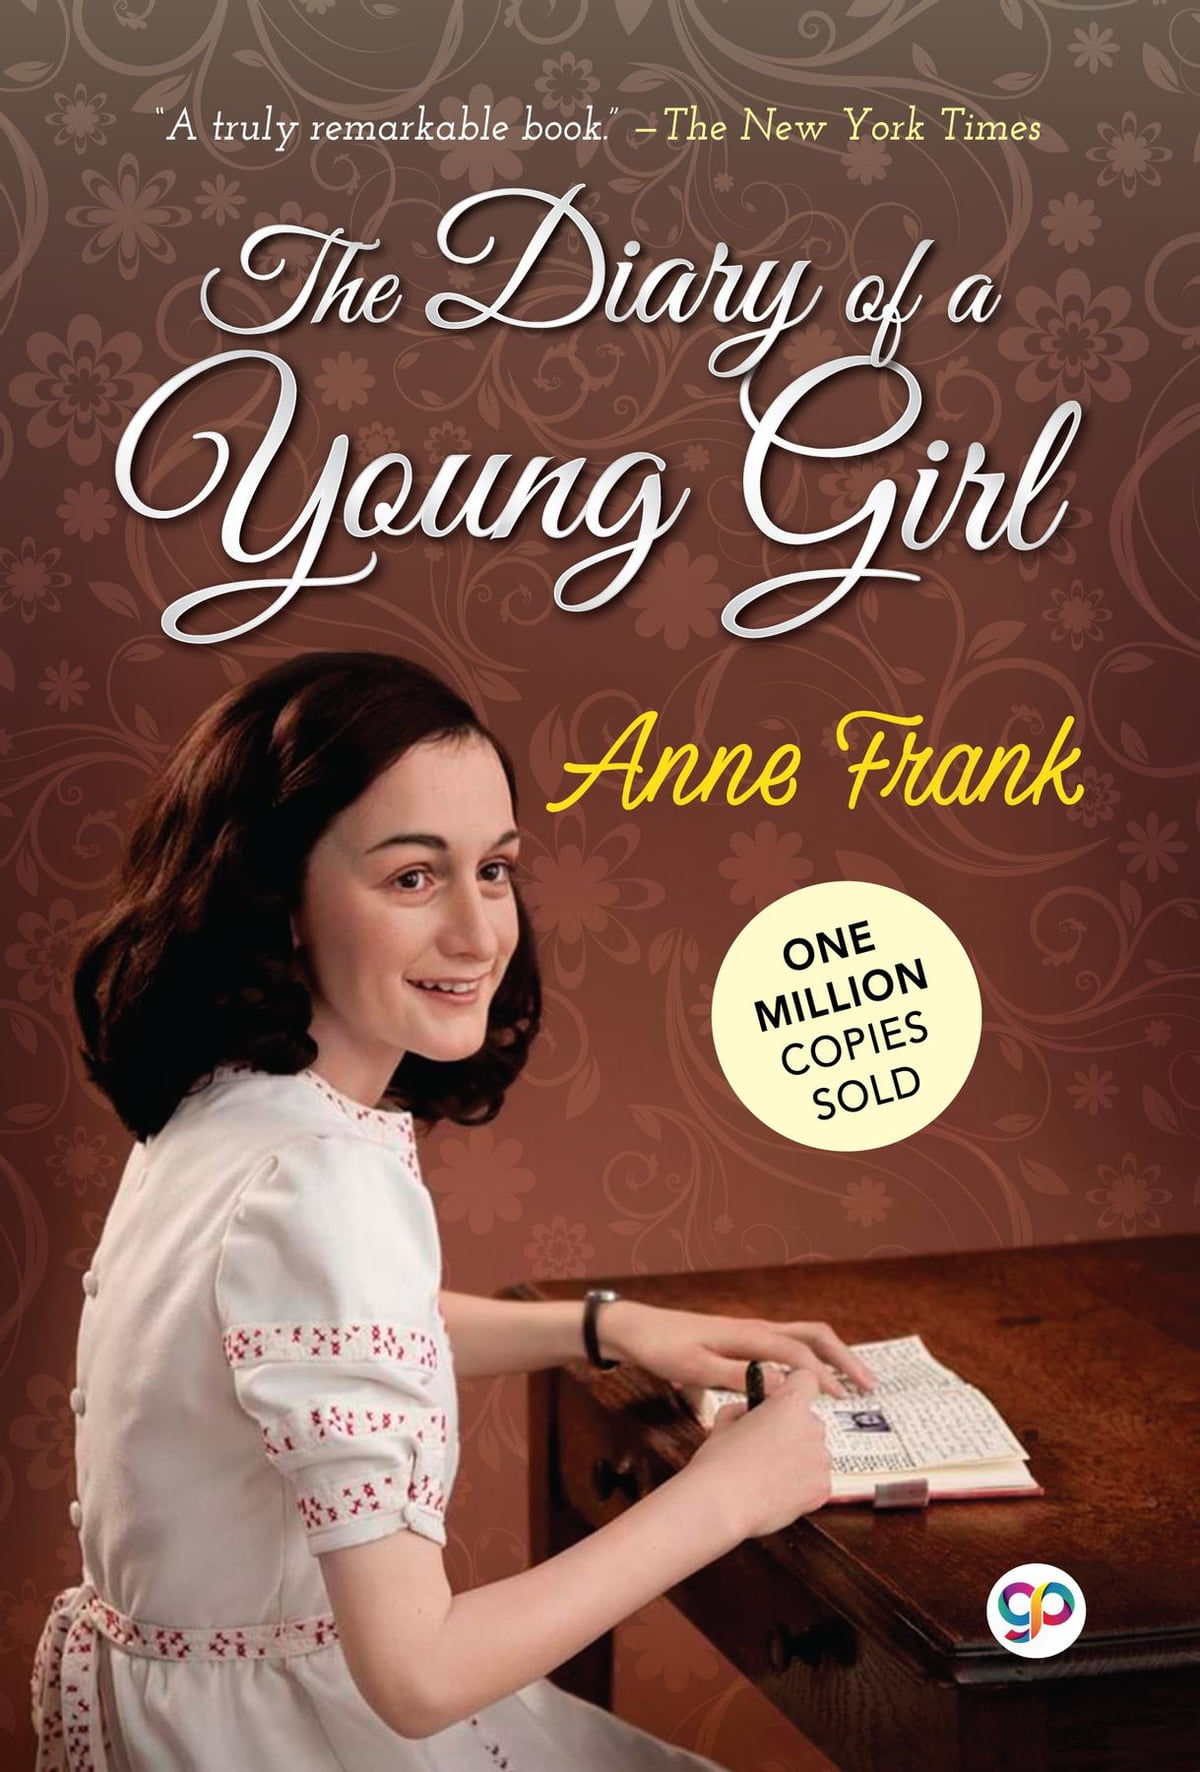 “A truly remarkable book.” –The New York Times
The Diary of a
Young Girl
Anne Frank
ONE
MILLION
COPIES
SOLD
gp